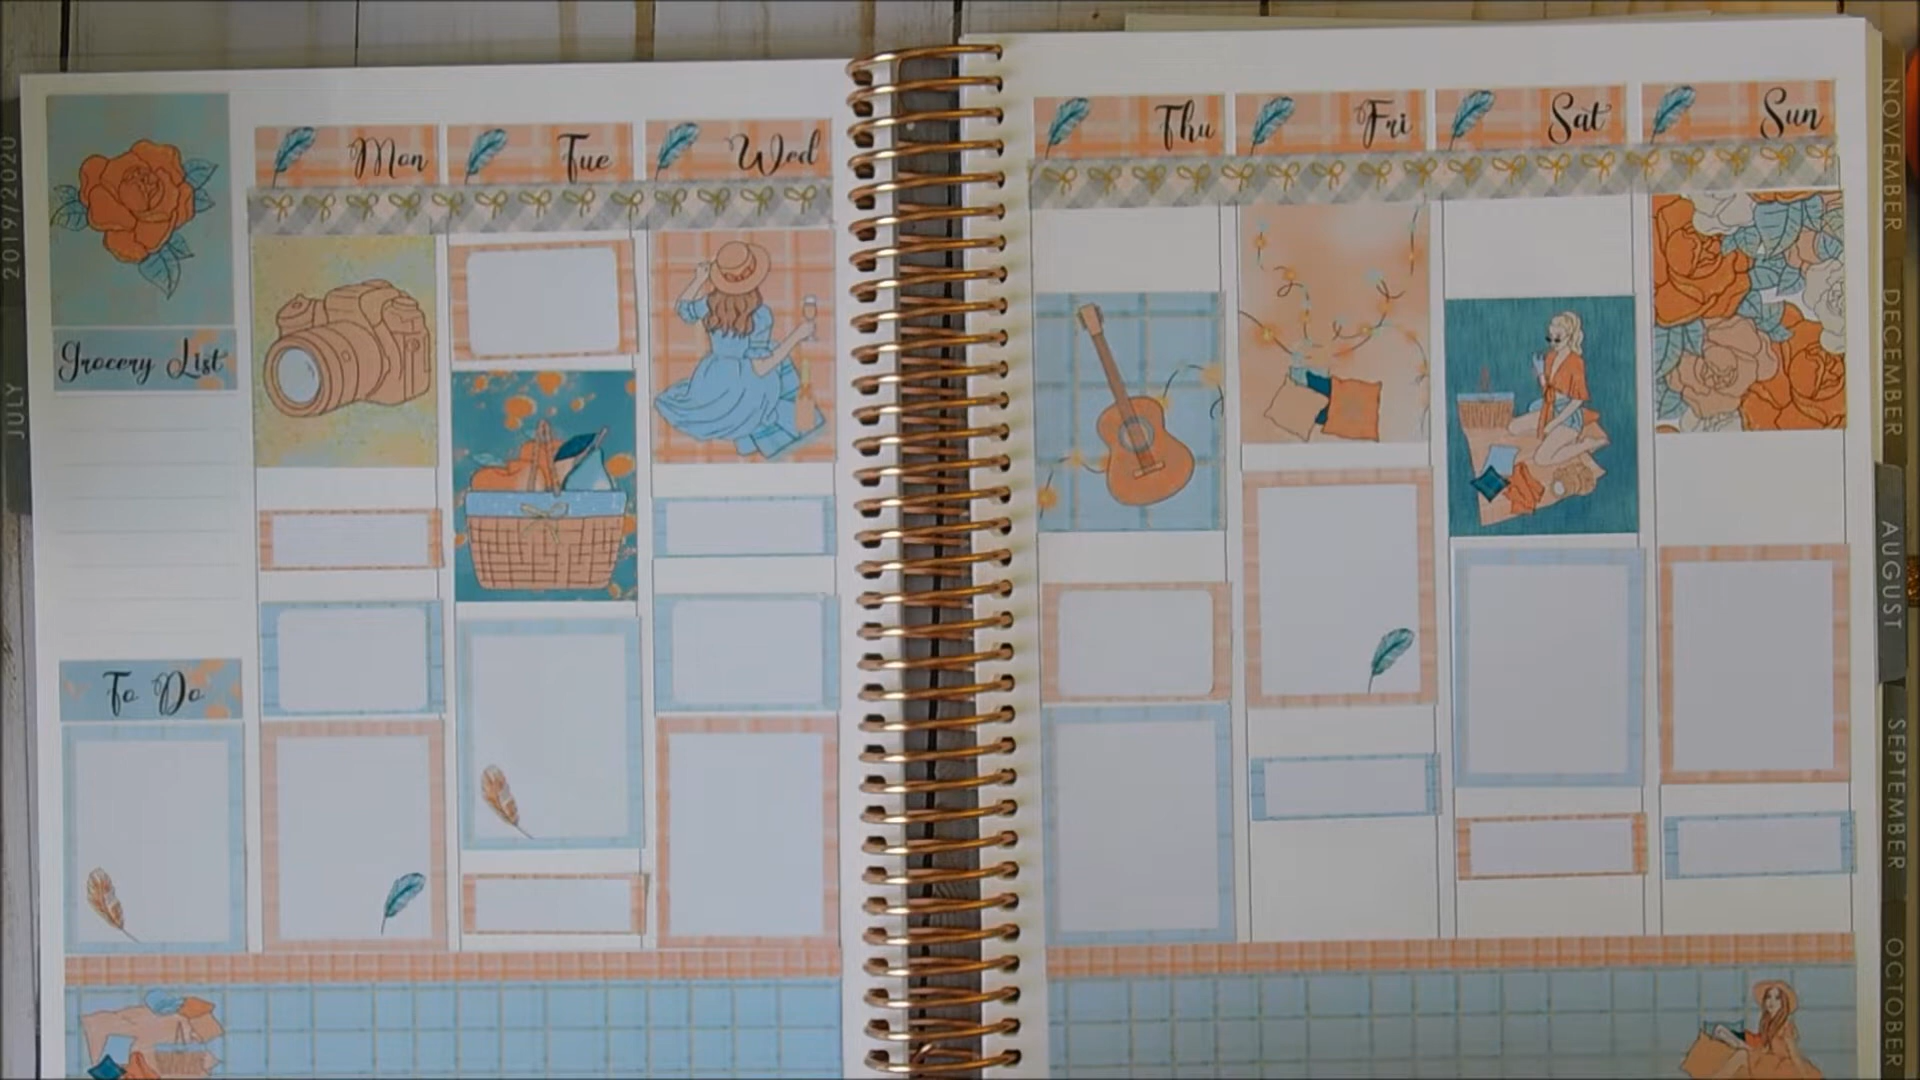 Mon
Tue
Wed
Thu
Fri
Sat
Sun
Grocery List
To Do
2019/2020
JULY
NOVEMBER
DECEMBER
AUGUST
SEPTEMBER
OCTOBER